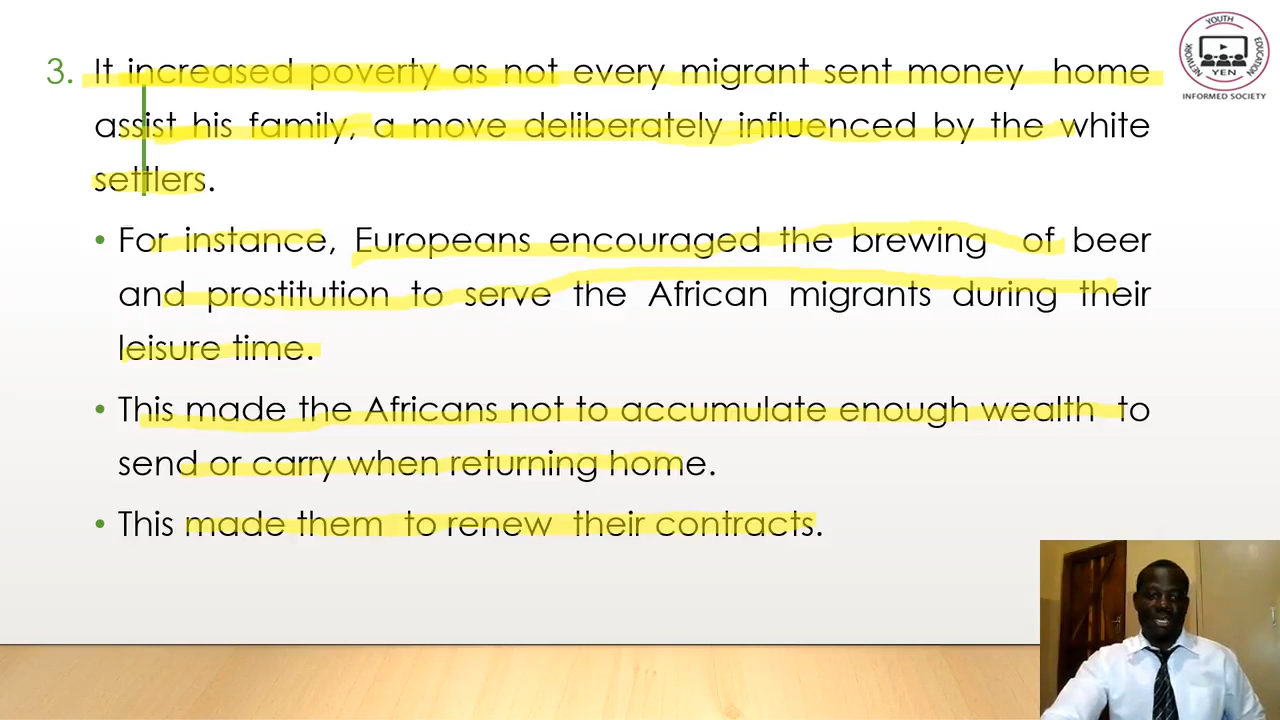 3. It increased poverty as not every migrant sent money home
assist his family, a move deliberately influenced by the white
settlers.
• For instance, Europeans encouraged the brewing of beer
and prostitution to serve the African migrants during their
leisure time.
• This made the Africans not to accumulate enough wealth to
send or carry when returning home.
• This made them to renew their contracts.
YOUTH
EDUCATION
NETWORK
YEN
INFORMED SOCIETY